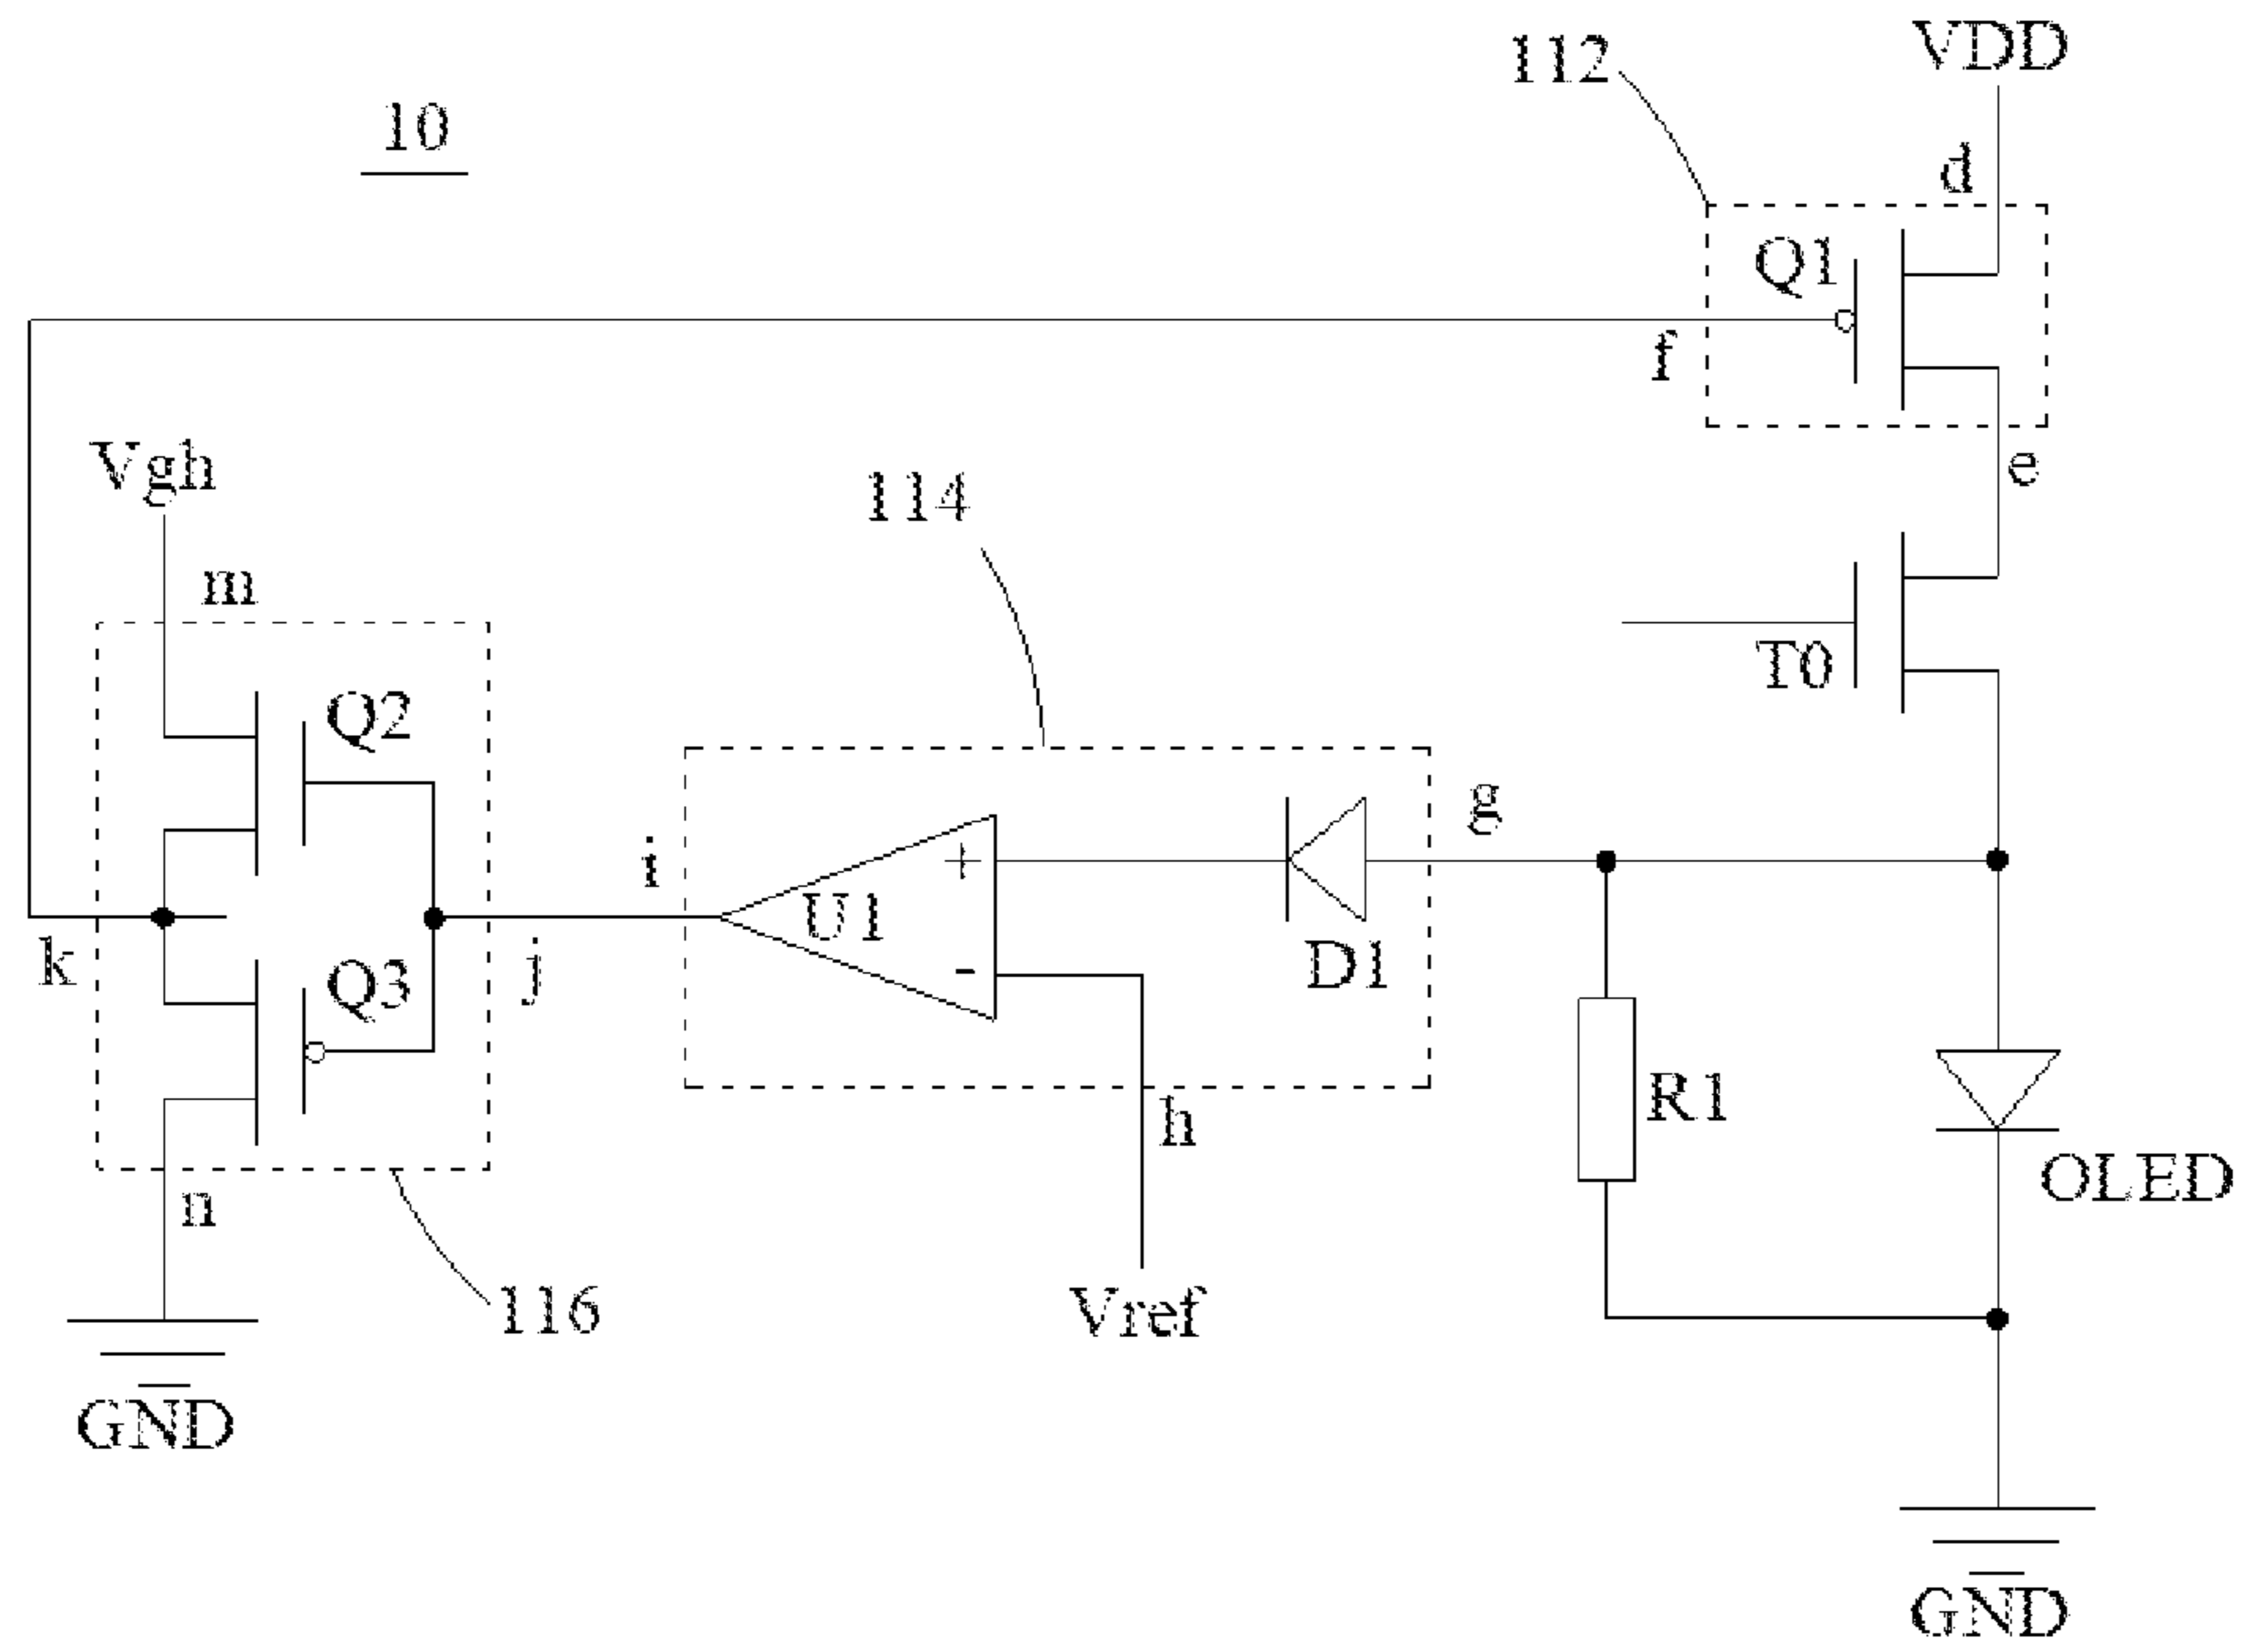 VDD
112
10
d
Q1
f
Vgh
e
114
m
T0
Q2
g
i
+
U1
k
j
Q3
-
D1
R1
h
OLED
n
116
Vref
GND
GND